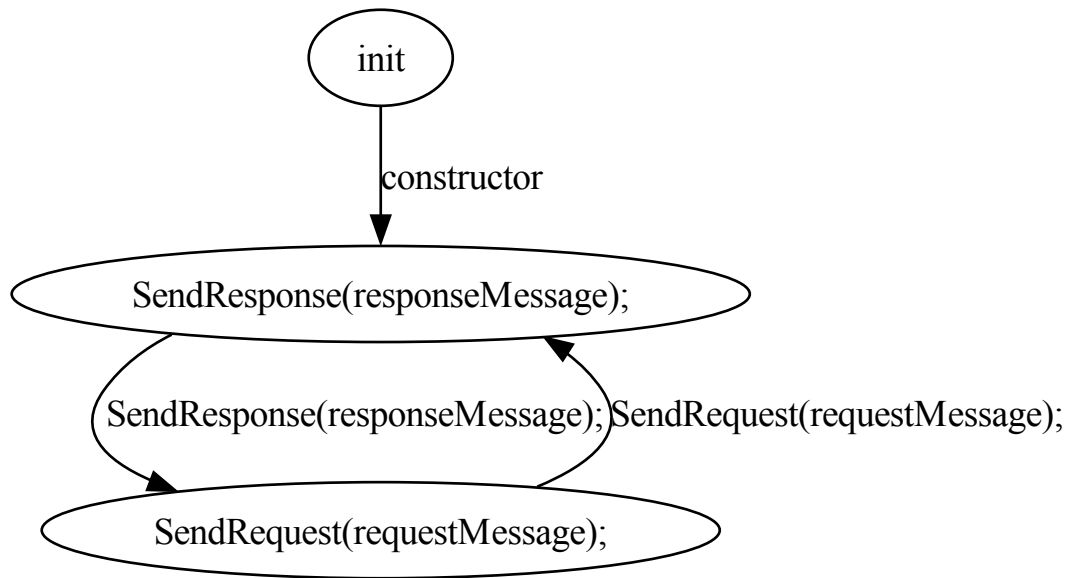 init
constructor
SendResponse(responseMessage);
SendResponse(responseMessage);
SendRequest(requestMessage);
SendRequest(requestMessage);